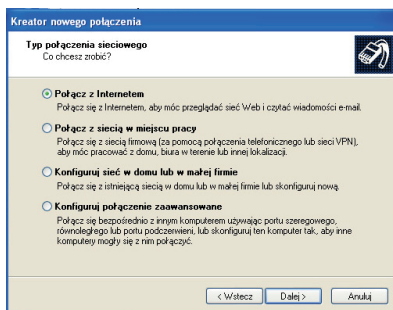 Kreator nowego połączenia
Typ połączenia sieciowego
Co chcesz zrobić?
Połącz z Internetem
Połącz się z Internetem, aby móc przeglądać sieć Web i czytać wiadomości e-mail.
Połącz z siecią w miejscu pracy
Połącz się z siecią firmową (za pomocą połączenia telefonicznego lub sieci VPN),
aby móc pracować z domu, biura w terenie lub innej lokalizacji.
Konfiguruj sieć w domu lub w małej firmie
Połącz się z istniejącą siecią w domu lub w małej firmie lub skonfiguruj nową.
Konfiguruj połączenie zaawansowane
Połącz się bezpośrednio z innym komputerem używając portu szeregowego,
równoległego lub portu podczerwieni, lub skonfiguruj ten komputer tak, aby inne
komputery mogły się z nim połączyć.
< Wstecz Dalej > Anuluj